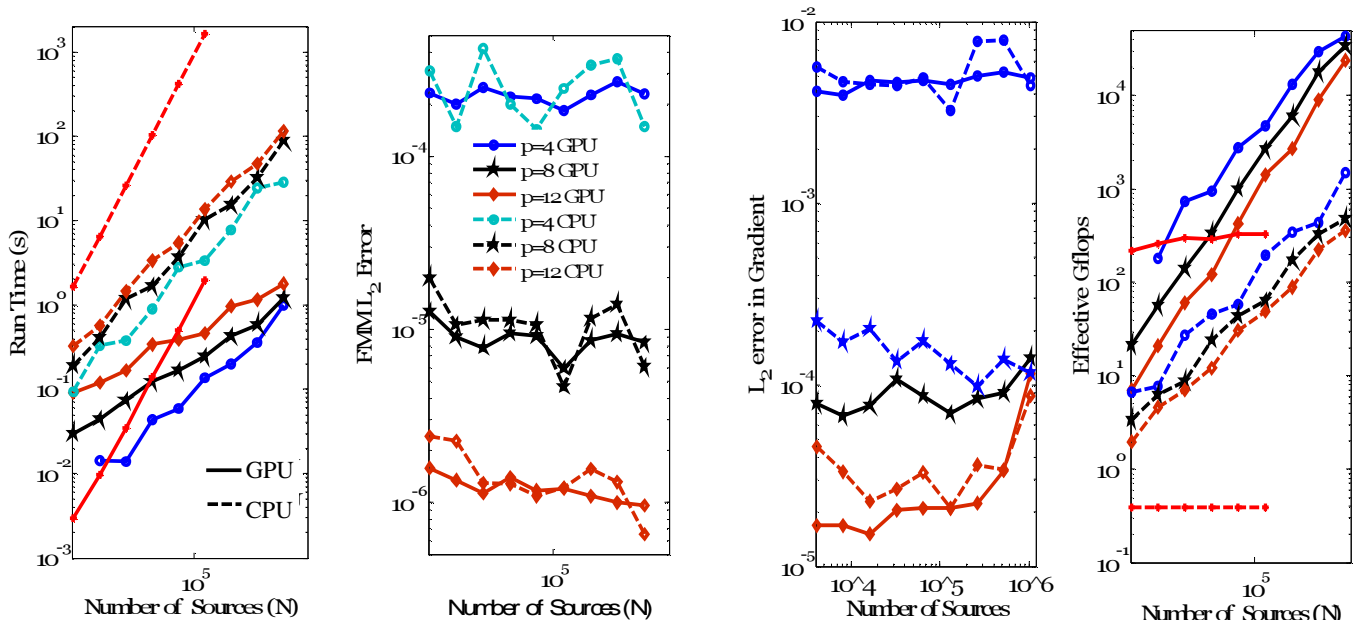 10^3
10^2
10^1
10^0
10^-1
10^-2
10^-3
Run Time (s)
GPU
CPU
10^5
Number of Sources (N)
10^-4
10^-5
10^-6
FMM L_2 Error
p=4 GPU
p=8 GPU
p=12 GPU
p=4 CPU
p=8 CPU
p=12 CPU
10^5
Number of Sources (N)
10^-2
10^-3
10^-4
10^-5
L_2 error in Gradient
10^4
10^5
10^6
Number of Sources
10^4
10^3
10^2
10^1
10^0
10^-1
Effective Gflops
10^5
Number of Sources (N)